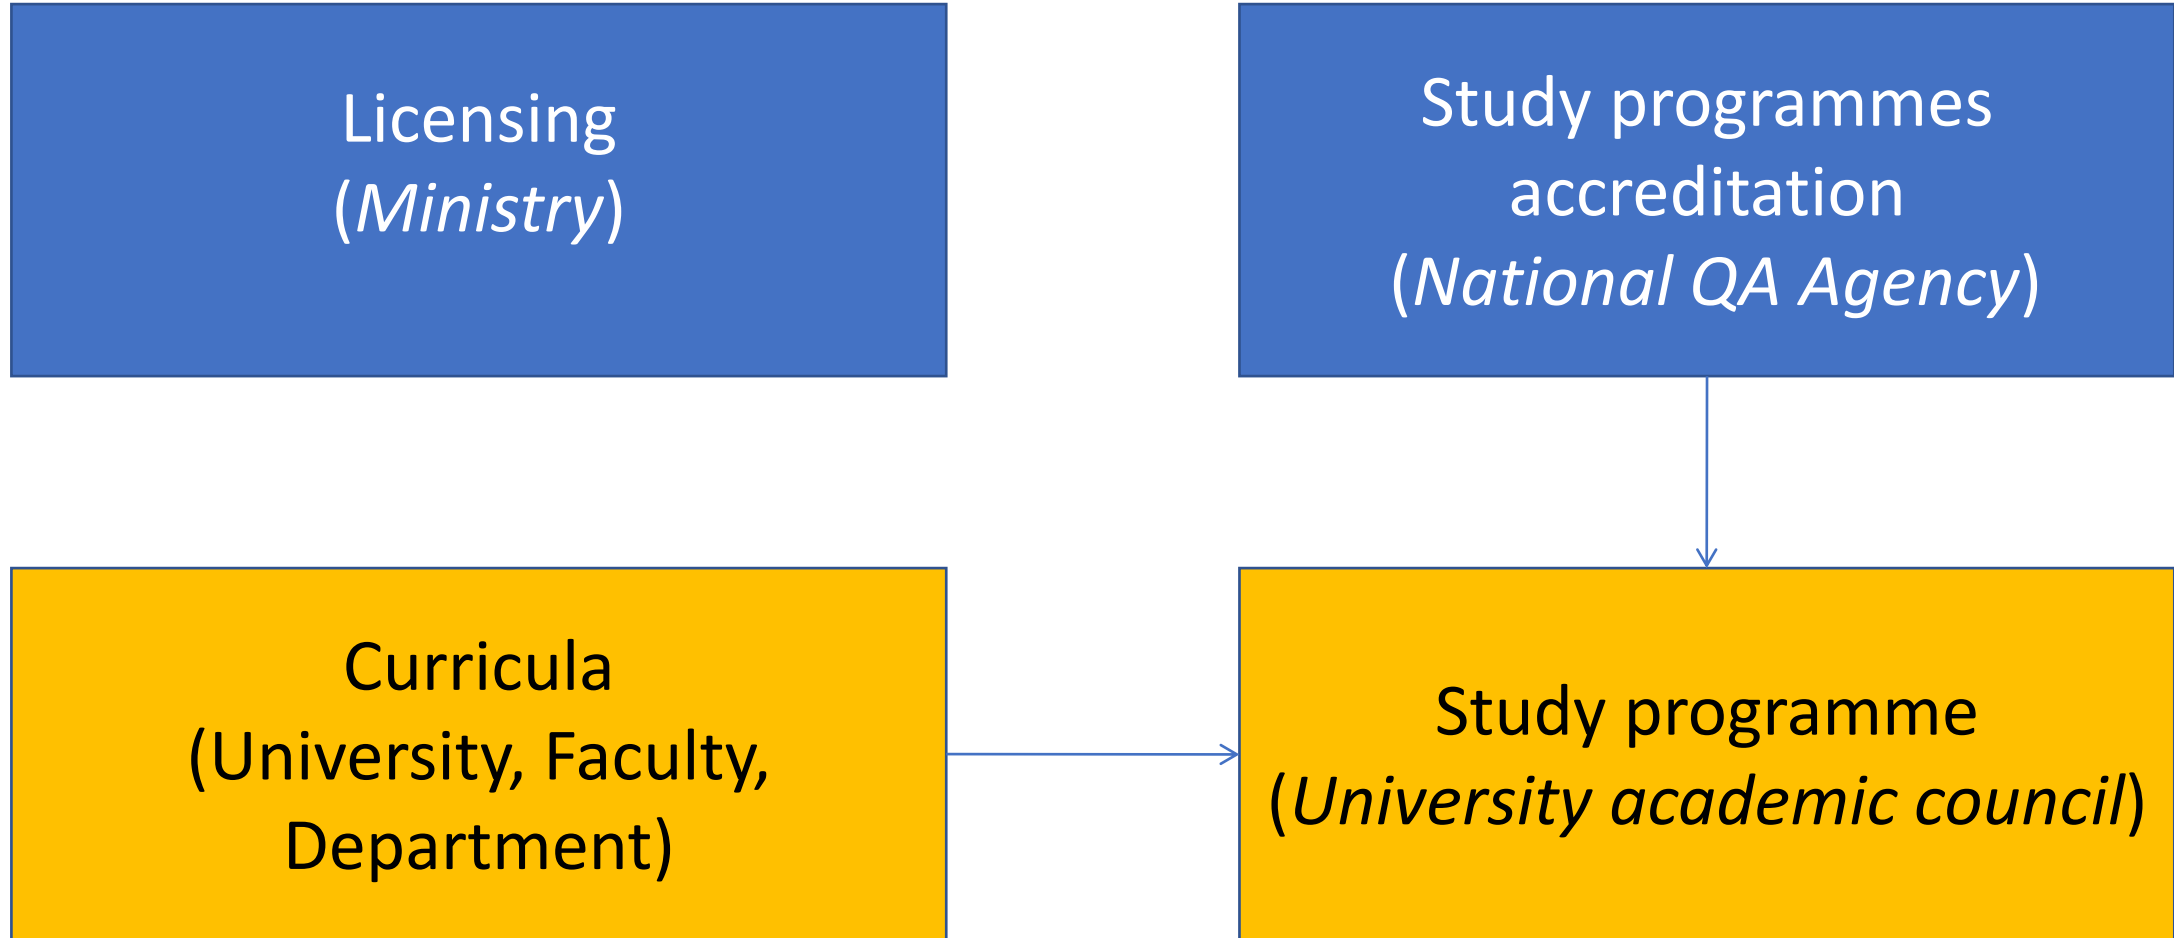 Licensing
(Ministry)
Study programmes
accreditation
(National QA Agency)
Curricula
(University, Faculty,
Department)
Study programme
(University academic council)